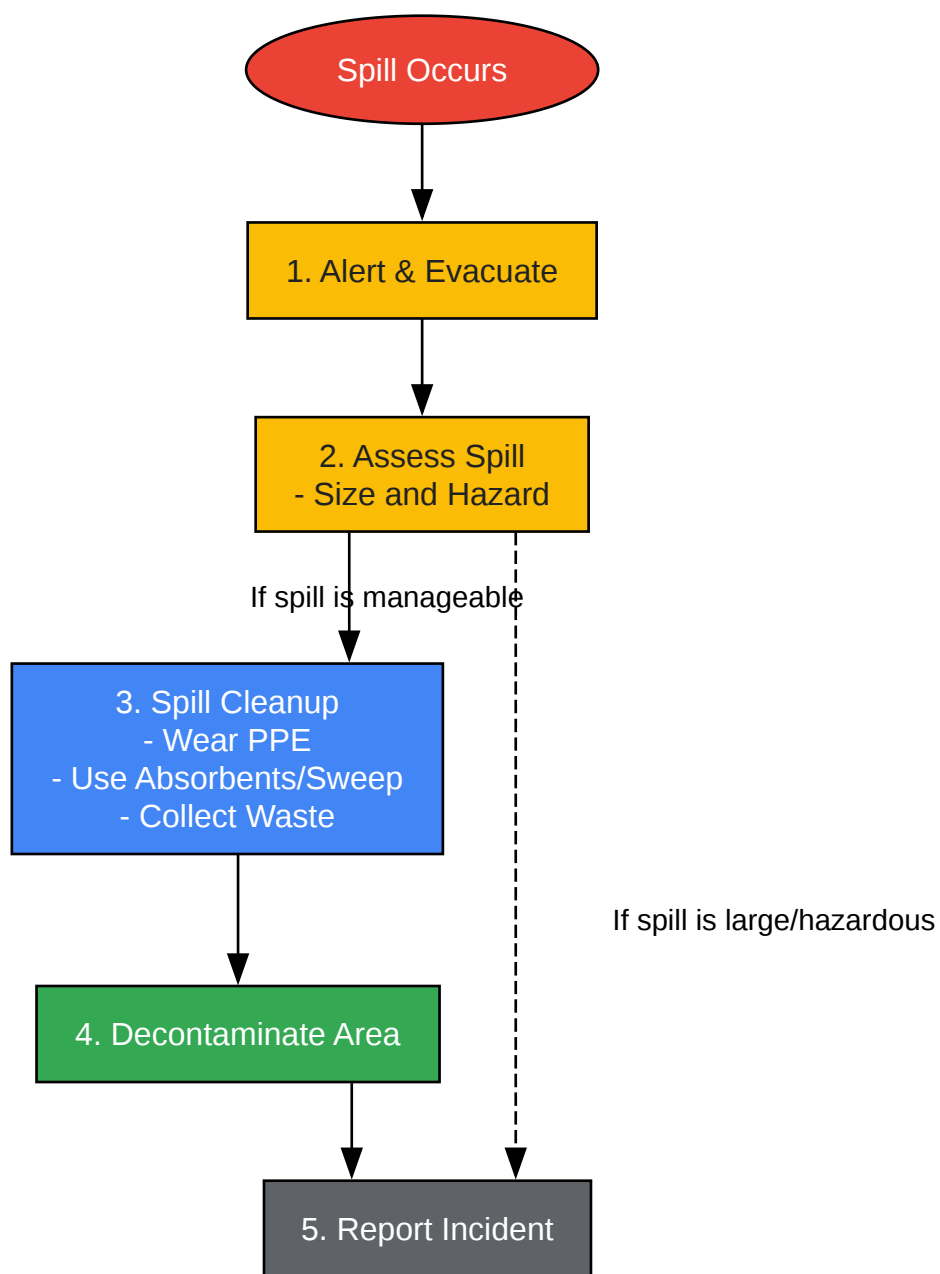 Spill Occurs
1. Alert & Evacuate
2. Assess Spill
- Size and Hazard
If spill is manageable
3. Spill Cleanup
- Wear PPE
- Use Absorbents/Sweep
- Collect Waste
If spill is large/hazardous
4. Decontaminate Area
5. Report Incident